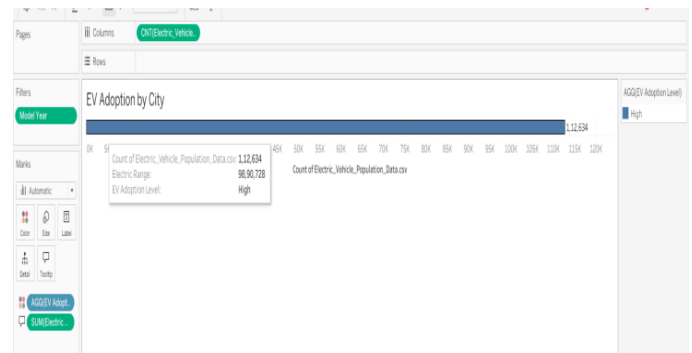 Pages
iii Columns
CNT(Electric_Vehicle..
Rows
Filters
Model Year
EV Adoption by City
AGG(EV Adoption Level)
High
1,12,634
0K 45K 50K 55K 60K 65K 70K 75K 80K 85K 90K 95K 100K 105K 110K 115K 120K
Count of Electric_Vehicle_Population_Data.csv
Count of Electric_Vehicle_Population_Data.csv: 1,12,634
Electric Range: 98,90,728
EV Adoption Level: High
Marks
Automatic
Color Size Label
Detail Tooltip
AGG(EV Adopt..
SUM(Electric ..